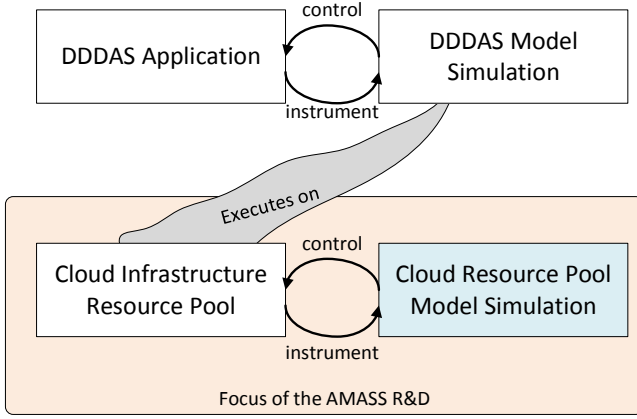 control
DDDAS Application
DDDAS Model
Simulation
instrument
Executes on
control
Cloud Infrastructure
Resource Pool
Cloud Resource Pool
Model Simulation
instrument
Focus of the AMASS R&D